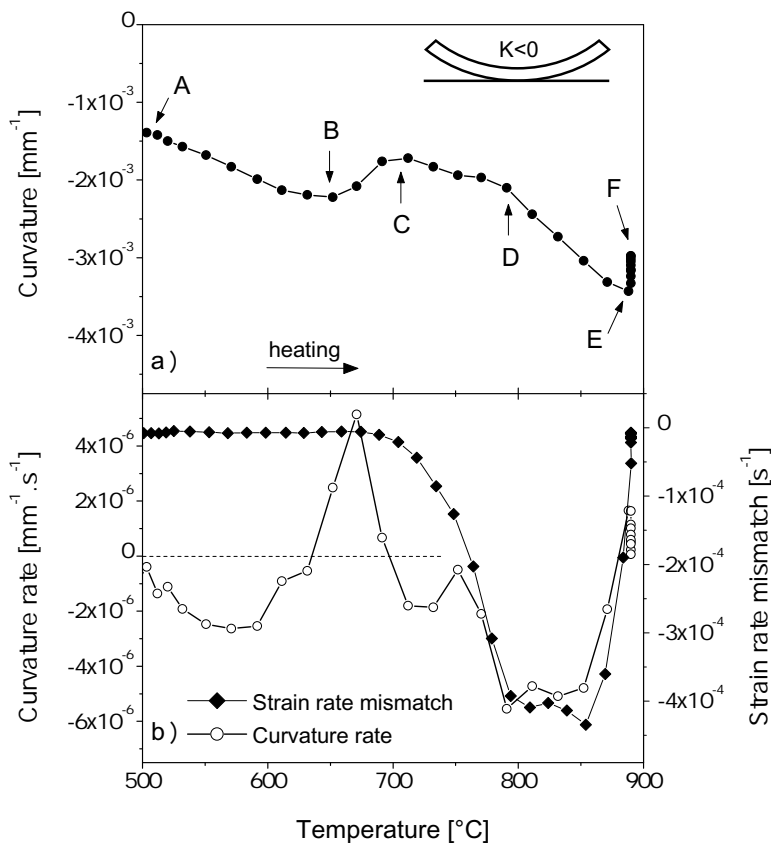 0
K<0
A
-1x10⁻³
B
-2x10⁻³
C
F
D
-3x10⁻³
E
-4x10⁻³
Curvature [mm⁻¹]
a)
heating
0
4x10⁻⁶
2x10⁻⁶
0
-2x10⁻⁶
-4x10⁻⁶
-6x10⁻⁶
Curvature rate [mm⁻¹.s⁻¹]
-1x10⁻⁴
-2x10⁻⁴
-3x10⁻⁴
-4x10⁻⁴
Strain rate mismatch [s⁻¹]
Strain rate mismatch
b)
Curvature rate
500 600 700 800 900
Temperature [°C]